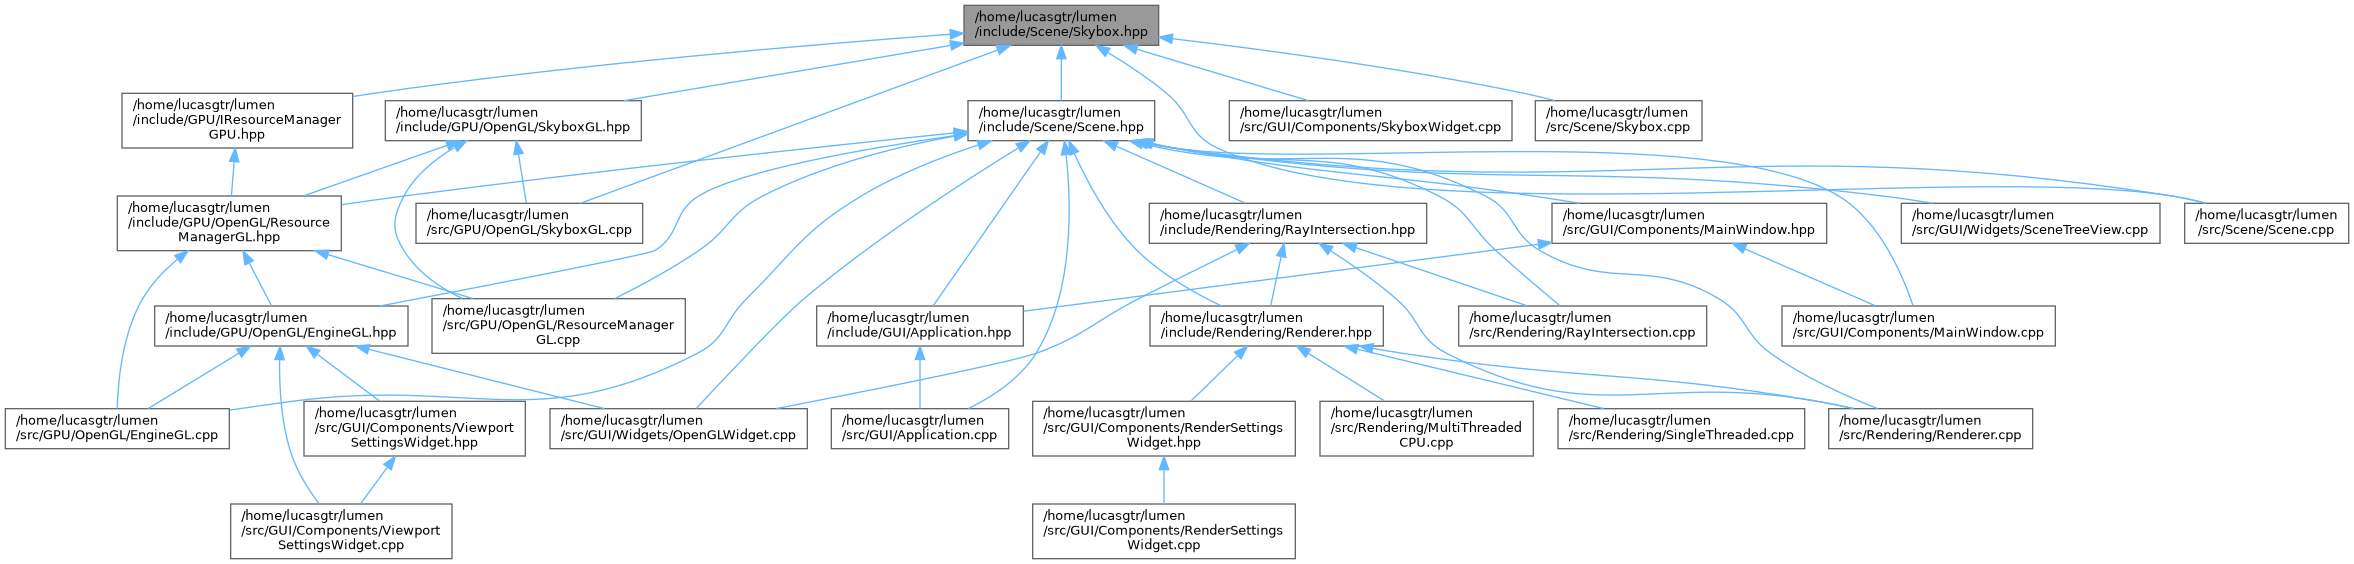 /home/lucasgtr/lumen
/include/Scene/Skybox.hpp
/home/lucasgtr/lumen
/include/GPU/IResourceManager
GPU.hpp
/home/lucasgtr/lumen
/include/GPU/OpenGL/SkyboxGL.hpp
/home/lucasgtr/lumen
/include/Scene/Scene.hpp
/home/lucasgtr/lumen
/src/GUI/Components/SkyboxWidget.cpp
/home/lucasgtr/lumen
/src/Scene/Skybox.cpp
/home/lucasgtr/lumen
/include/GPU/OpenGL/Resource
ManagerGL.hpp
/home/lucasgtr/lumen
/src/GPU/OpenGL/SkyboxGL.cpp
/home/lucasgtr/lumen
/include/Rendering/RayIntersection.hpp
/home/lucasgtr/lumen
/src/GUI/Components/MainWindow.hpp
/home/lucasgtr/lumen
/src/GUI/Widgets/SceneTreeView.cpp
/home/lucasgtr/lumen
/src/Scene/Scene.cpp
/home/lucasgtr/lumen
/include/GPU/OpenGL/EngineGL.hpp
/home/lucasgtr/lumen
/src/GPU/OpenGL/ResourceManager
GL.cpp
/home/lucasgtr/lumen
/include/GUI/Application.hpp
/home/lucasgtr/lumen
/include/Rendering/Renderer.hpp
/home/lucasgtr/lumen
/src/Rendering/RayIntersection.cpp
/home/lucasgtr/lumen
/src/GUI/Components/MainWindow.cpp
/home/lucasgtr/lumen
/src/GPU/OpenGL/EngineGL.cpp
/home/lucasgtr/lumen
/src/GUI/Components/Viewport
SettingsWidget.hpp
/home/lucasgtr/lumen
/src/GUI/Widgets/OpenGLWidget.cpp
/home/lucasgtr/lumen
/src/GUI/Application.cpp
/home/lucasgtr/lumen
/src/GUI/Components/RenderSettings
Widget.hpp
/home/lucasgtr/lumen
/src/Rendering/MultiThreaded
CPU.cpp
/home/lucasgtr/lumen
/src/Rendering/SingleThreaded.cpp
/home/lucasgtr/lumen
/src/Rendering/Renderer.cpp
/home/lucasgtr/lumen
/src/GUI/Components/Viewport
SettingsWidget.cpp
/home/lucasgtr/lumen
/src/GUI/Components/RenderSettings
Widget.cpp